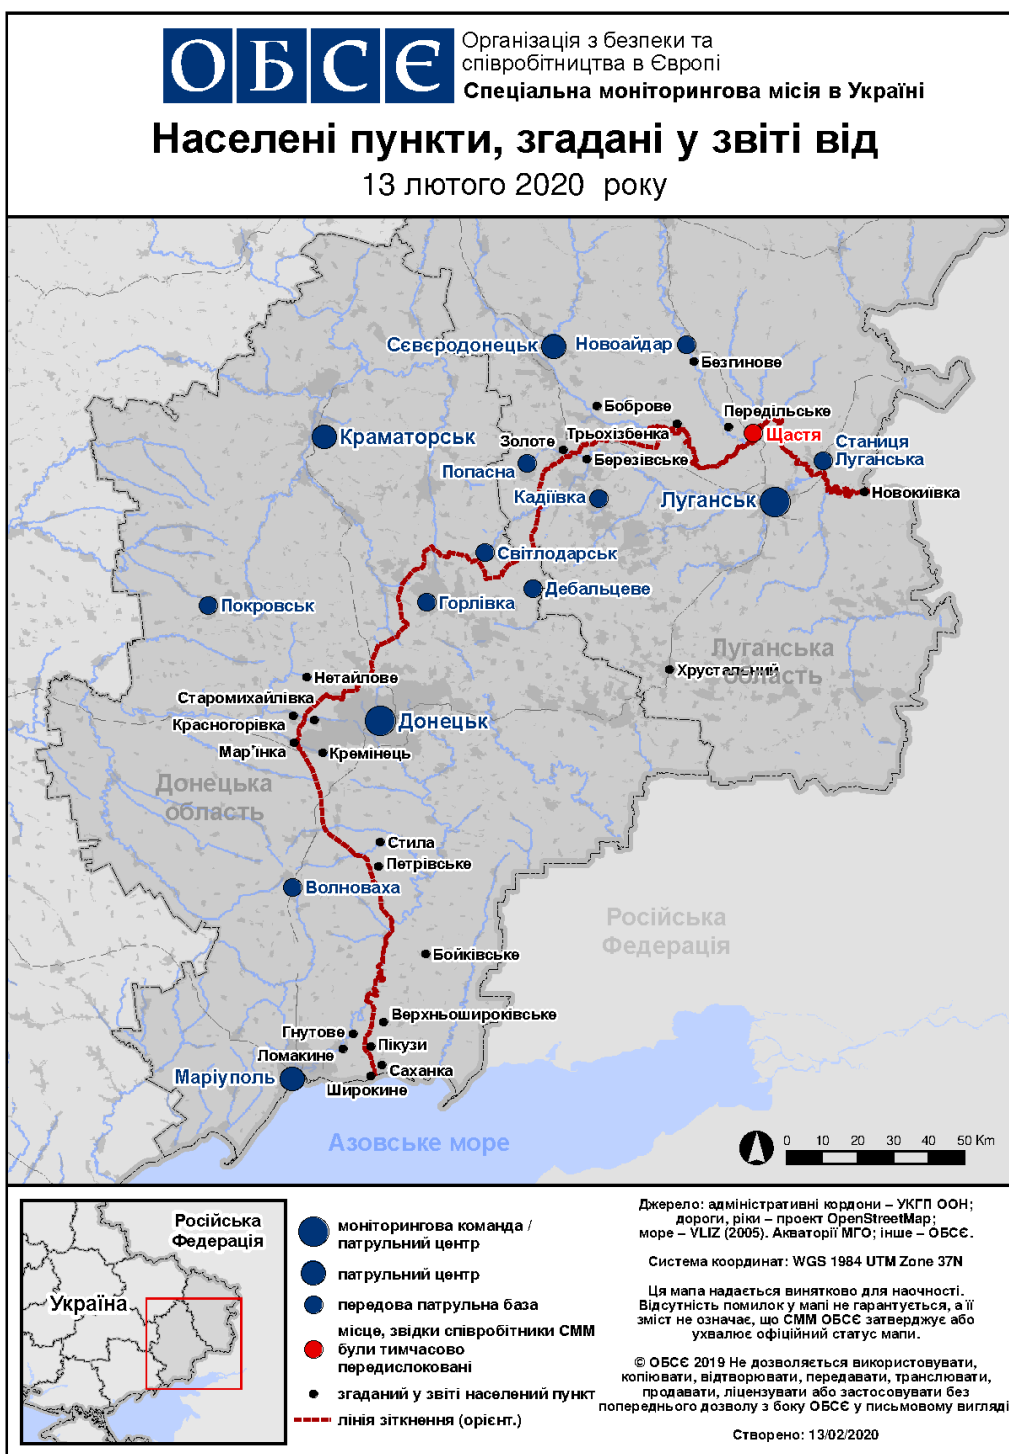 ОБСЄ
Організація з безпеки та
співробітництва в Європі
Спеціальна моніторингова місія в Україні
Населені пункти, згадані у звіті від
13 лютого 2020 року
Сєвєродонецьк
Новоайдар
Безгинове
Боброве
Передільське
Трьохізбенка
Щастя
Краматорськ
Золоте
Станиця
Луганська
Березівське
Попасна
Кадіївка
Луганськ
Новокиївка
Світлодарськ
Дебальцеве
Покровськ
Горлівка
Луганська
область
Хрустальний
Нетайлове
Старомихайлівка
Красногорівка
Донецьк
Мар'їнка
Кремінець
Донецька
область
Стила
Петрівське
Волноваха
Російська
Федерація
Бойківське
Верхньошироківське
Гнутове
Пікузи
Ломакине
Саханка
Маріуполь
Широкине
Азовське море
0 10 20 30 40 50 Km
Російська
Федерація
Україна
моніторингова команда /
патрульний центр
патрульний центр
передова патрульна база
місце, звідки співробітники СММ
були тимчасово
передислоковані
згаданий у звіті населений пункт
лінія зіткнення (орієнт.)
Джерело: адміністративні кордони – УКГП ООН;
дороги, ріки – проект OpenStreetMap;
море – VLIZ (2005). Акваторії МГО; інше – ОБСЄ.
Система координат: WGS 1984 UTM Zone 37N
Ця мапа надається винятково для наочності.
Відсутність помилок у мапі не гарантується, а її
зміст не означає, що СММ ОБСЄ затверджує або
ухвалює офіційний статус мапи.
© ОБСЄ 2019 Не дозволяється використовувати,
копіювати, відтворювати, передавати, транслювати,
продавати, ліцензувати або застосовувати без
попереднього дозволу з боку ОБСЄ у письмовому вигляді
Створено: 13/02/2020